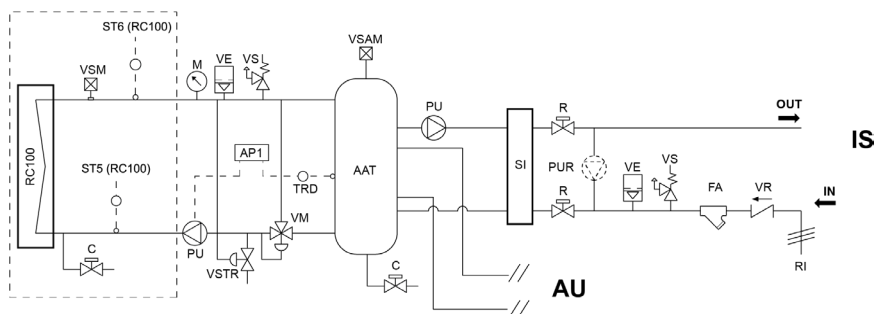 ST6 (RC100)
VSM
M
VE
VS
VSAM
PU
R
OUT
IS
RC100
ST5 (RC100)
AP1
TRD
AAT
SI
PUR
VE
VS
FA
VR
IN
R
C
PU
VSTR
VM
C
AU
RI